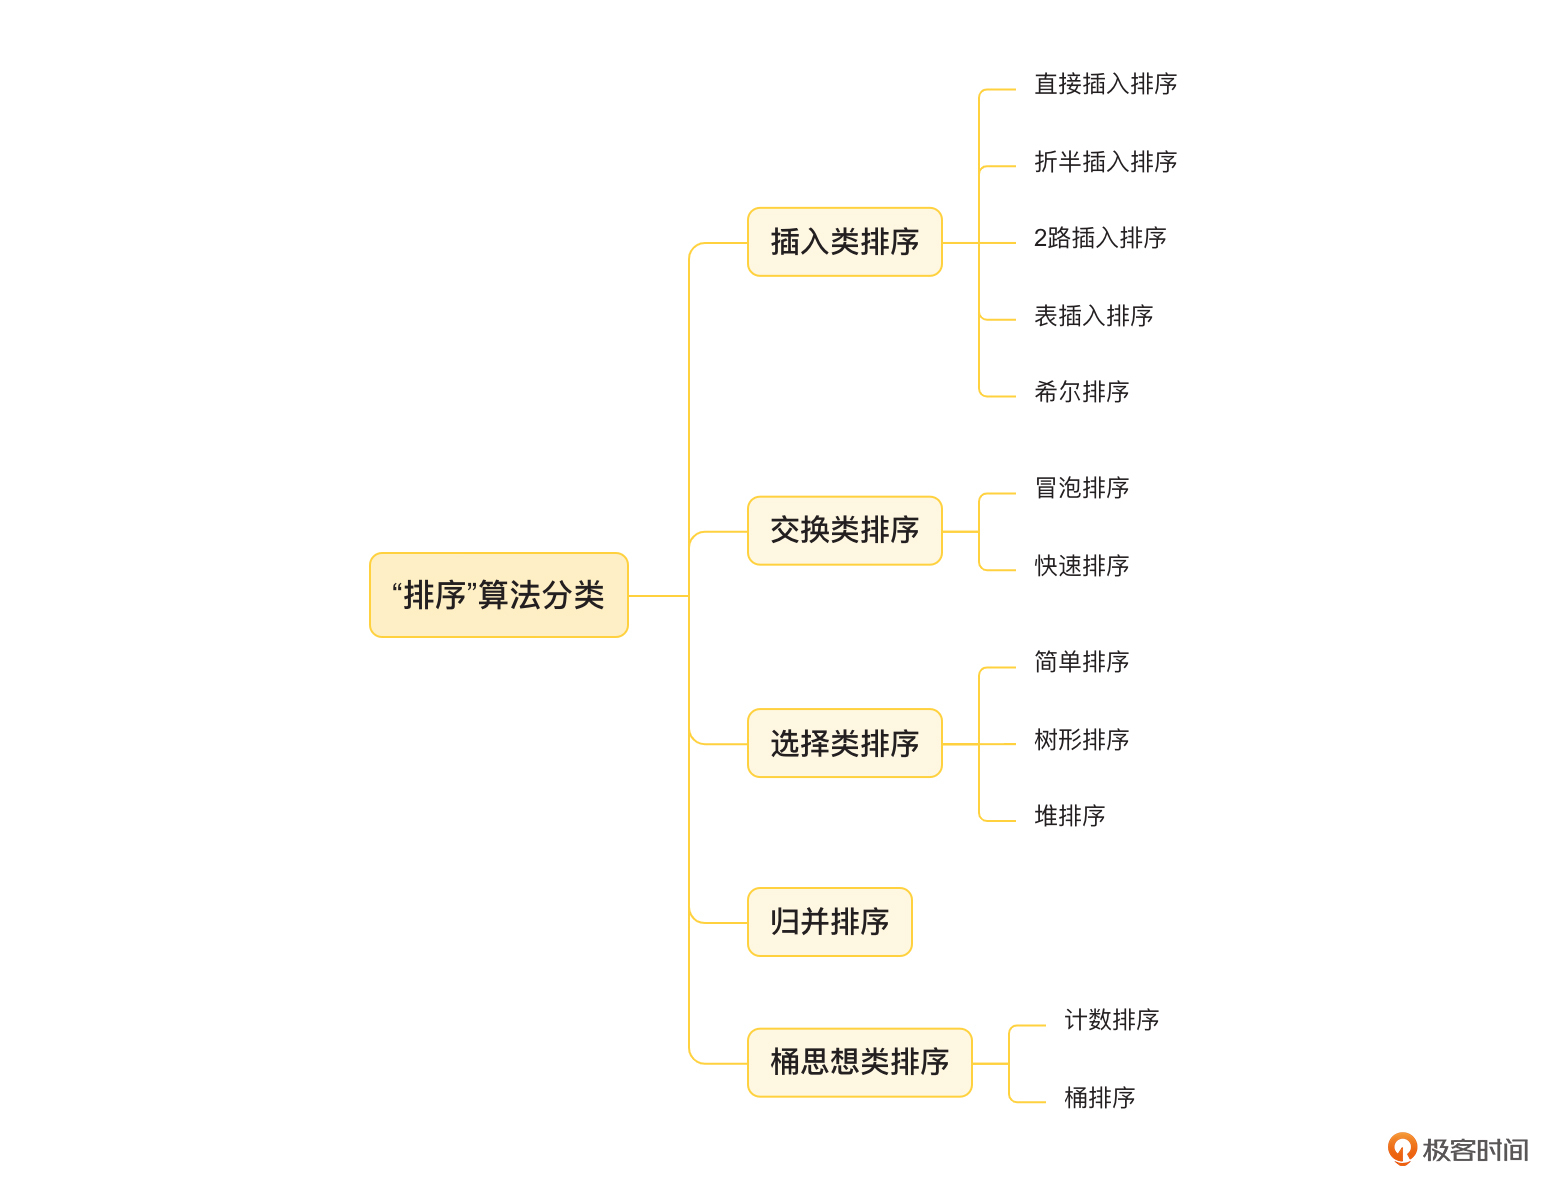 直接插入排序
折半插入排序
插入类排序
2路插入排序
表插入排序
希尔排序
冒泡排序
交换类排序
快速排序
“排序”算法分类
简单排序
选择类排序
树形排序
堆排序
归并排序
计数排序
桶思想类排序
桶排序
极客时间